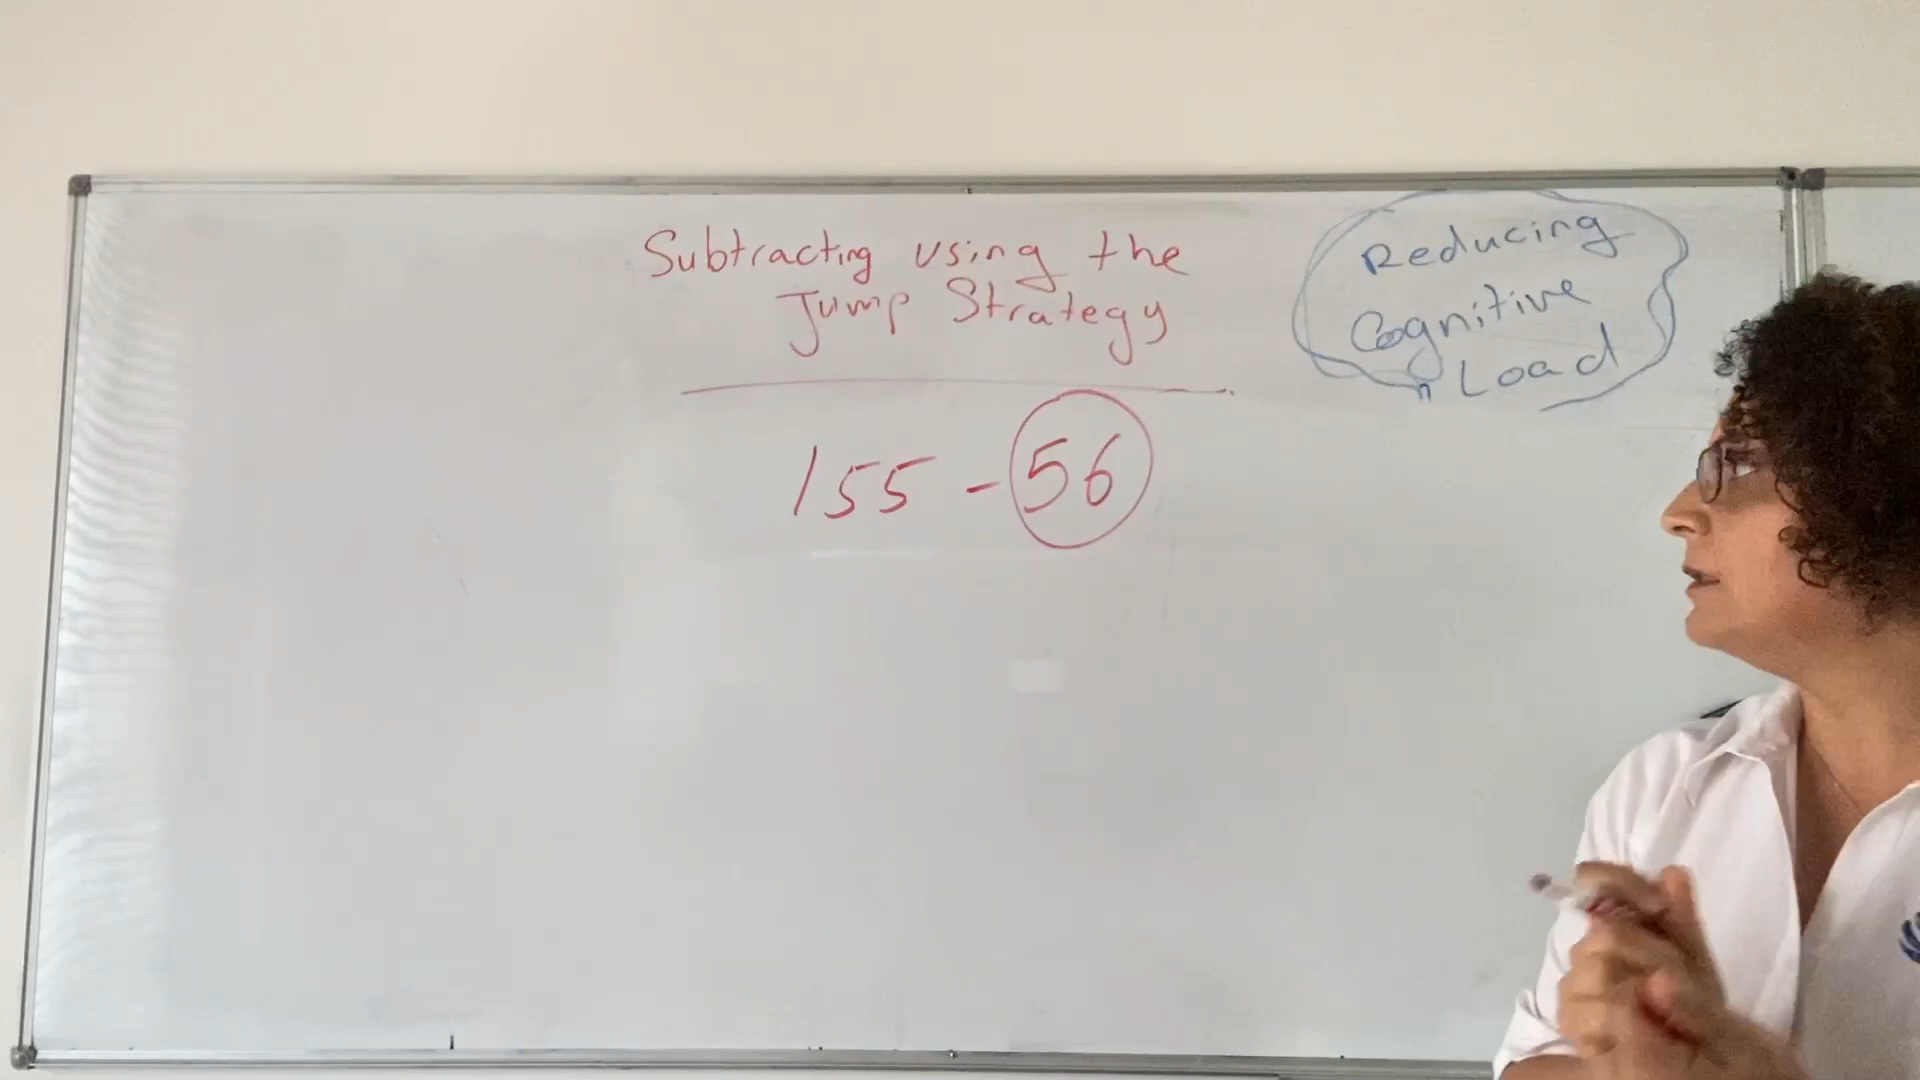 Subtracting using the
Jump Strategy
Reducing
Cognitive
Load
155 - 56